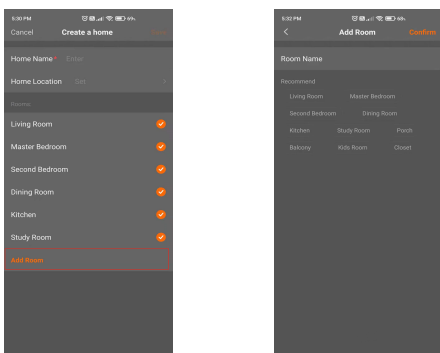 5:30 PM
69%
Cancel Create a home
Home Name * Enter
Home Location Set
Rooms
Living Room
Master Bedroom
Second Bedroom
Dining Room
Kitchen
Study Room
Add Room
5:32 PM
69%
Add Room Confirm
Room Name
Recommend
Living Room Master Bedroom
Second Bedroom Dining Room
Kitchen Study Room Porch
Balcony Kids Room Closet